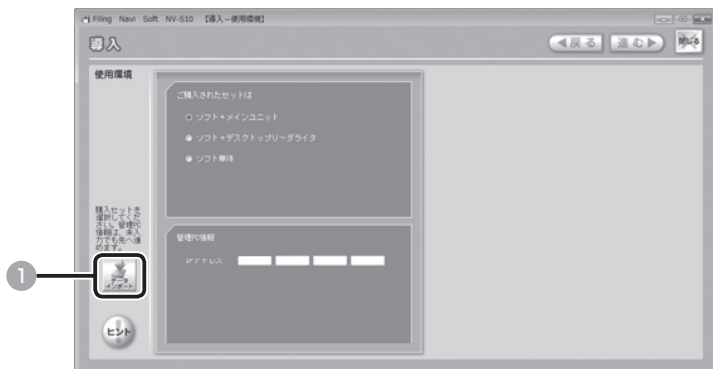 Filing Navi Soft NV-S10 【導入-使用環境】
導入
戻る
進む
閉じる
使用環境
ご購入されたセットは
ソフト+メインユニット
ソフト+デスクトップリーダライタ
ソフト単体
購入セットを
選択してくだ
さい。管理PC
情報は、未入
力でも先へ進
めます。
管理PC情報
IPアドレス
1
データ
インポート
ヒント